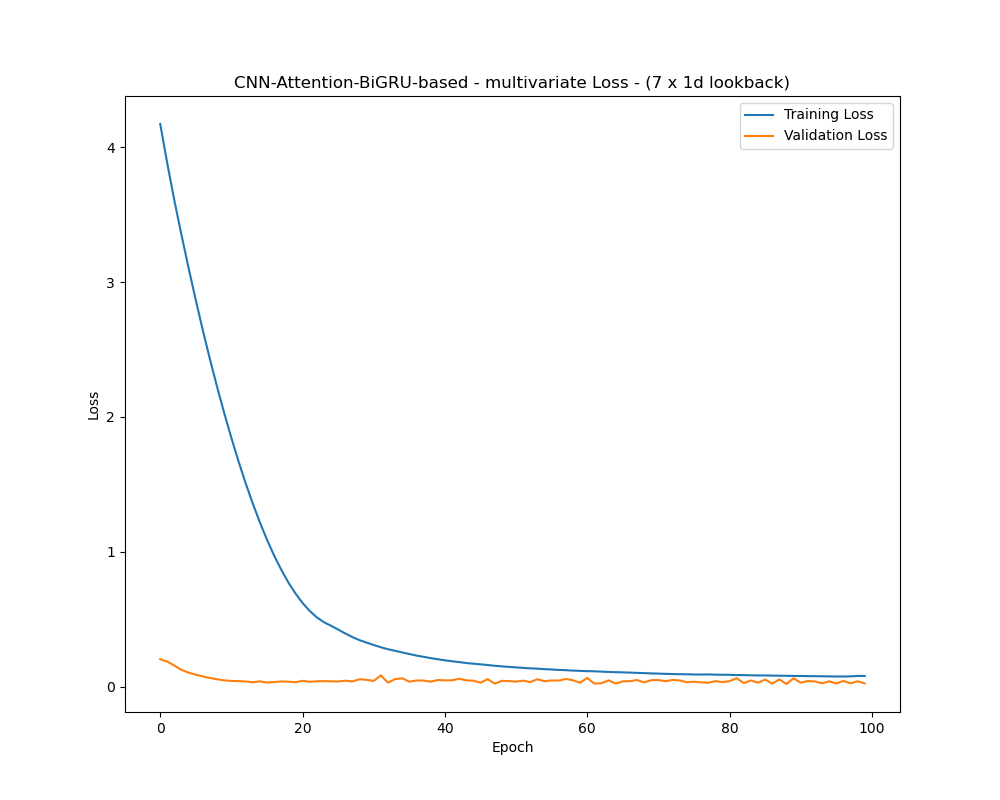 CNN-Attention-BiGRU-based - multivariate Loss - (7 x 1d lookback)
Training Loss
Validation Loss
4
3
2
1
0
Loss
0 20 40 60 80 100
Epoch